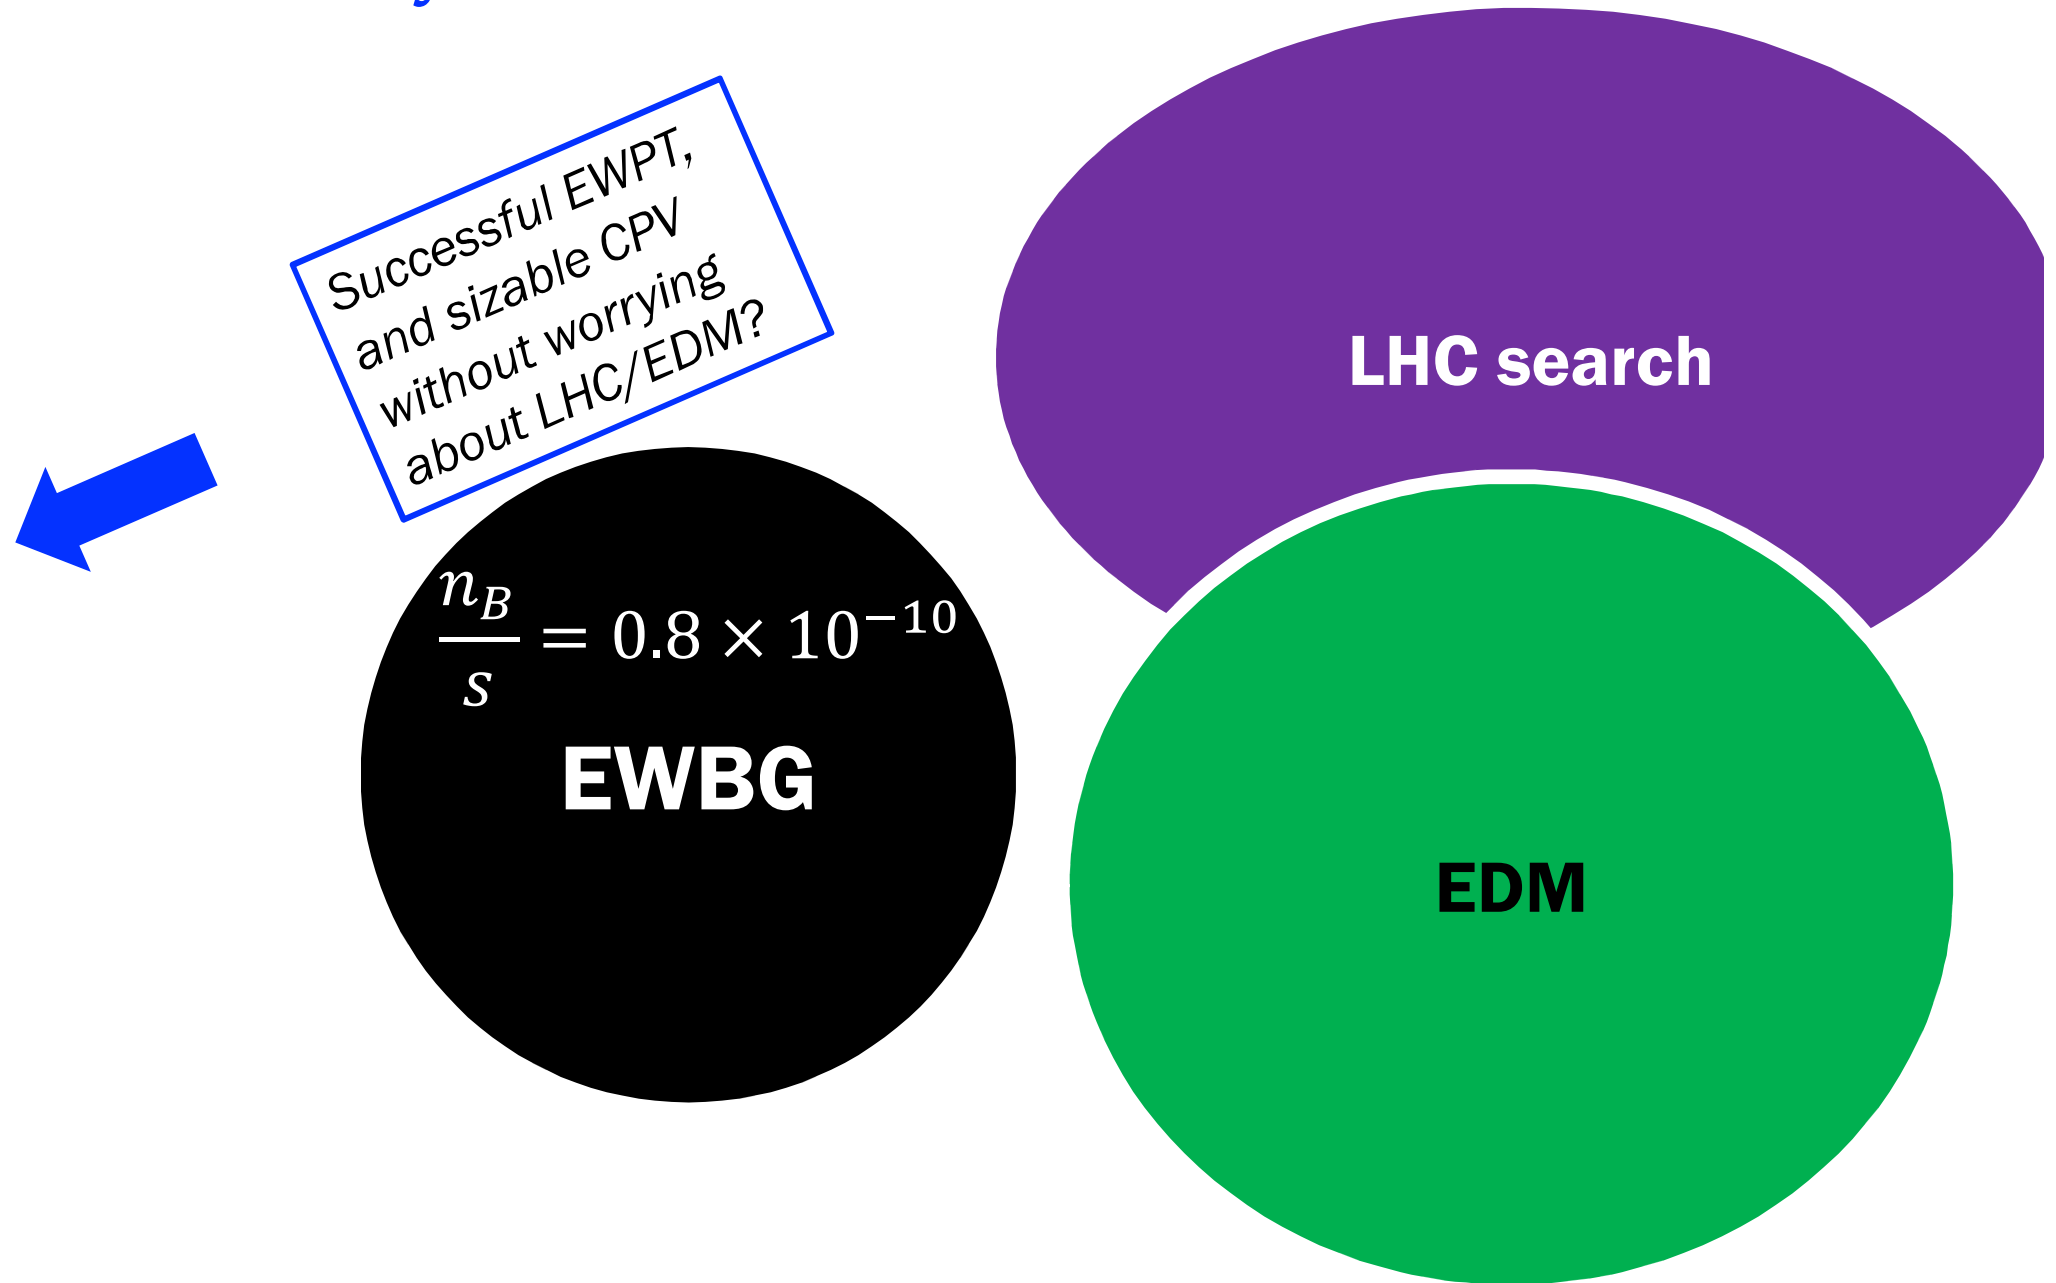 Successful EWPT,
and sizable CPV
without worrying
about LHC/EDM?
LHC search
n_B/s = 0.8 × 10^{-10}
EWBG
EDM